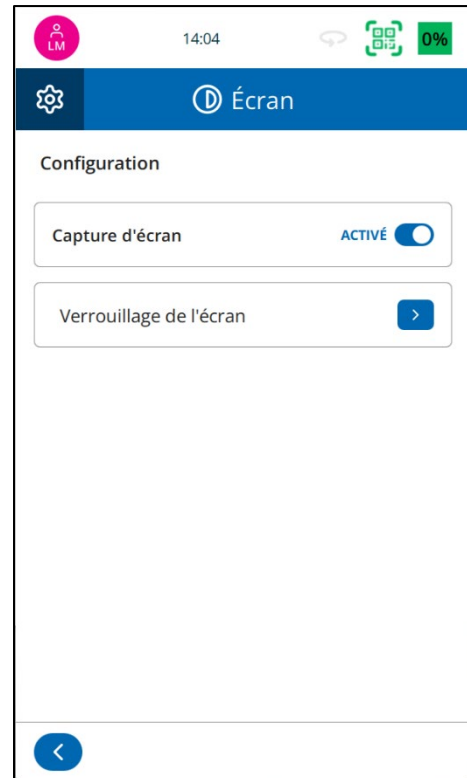 LM
14:04
0%
Écran
Configuration
Capture d'écran
ACTIVÉ
Verrouillage de l'écran